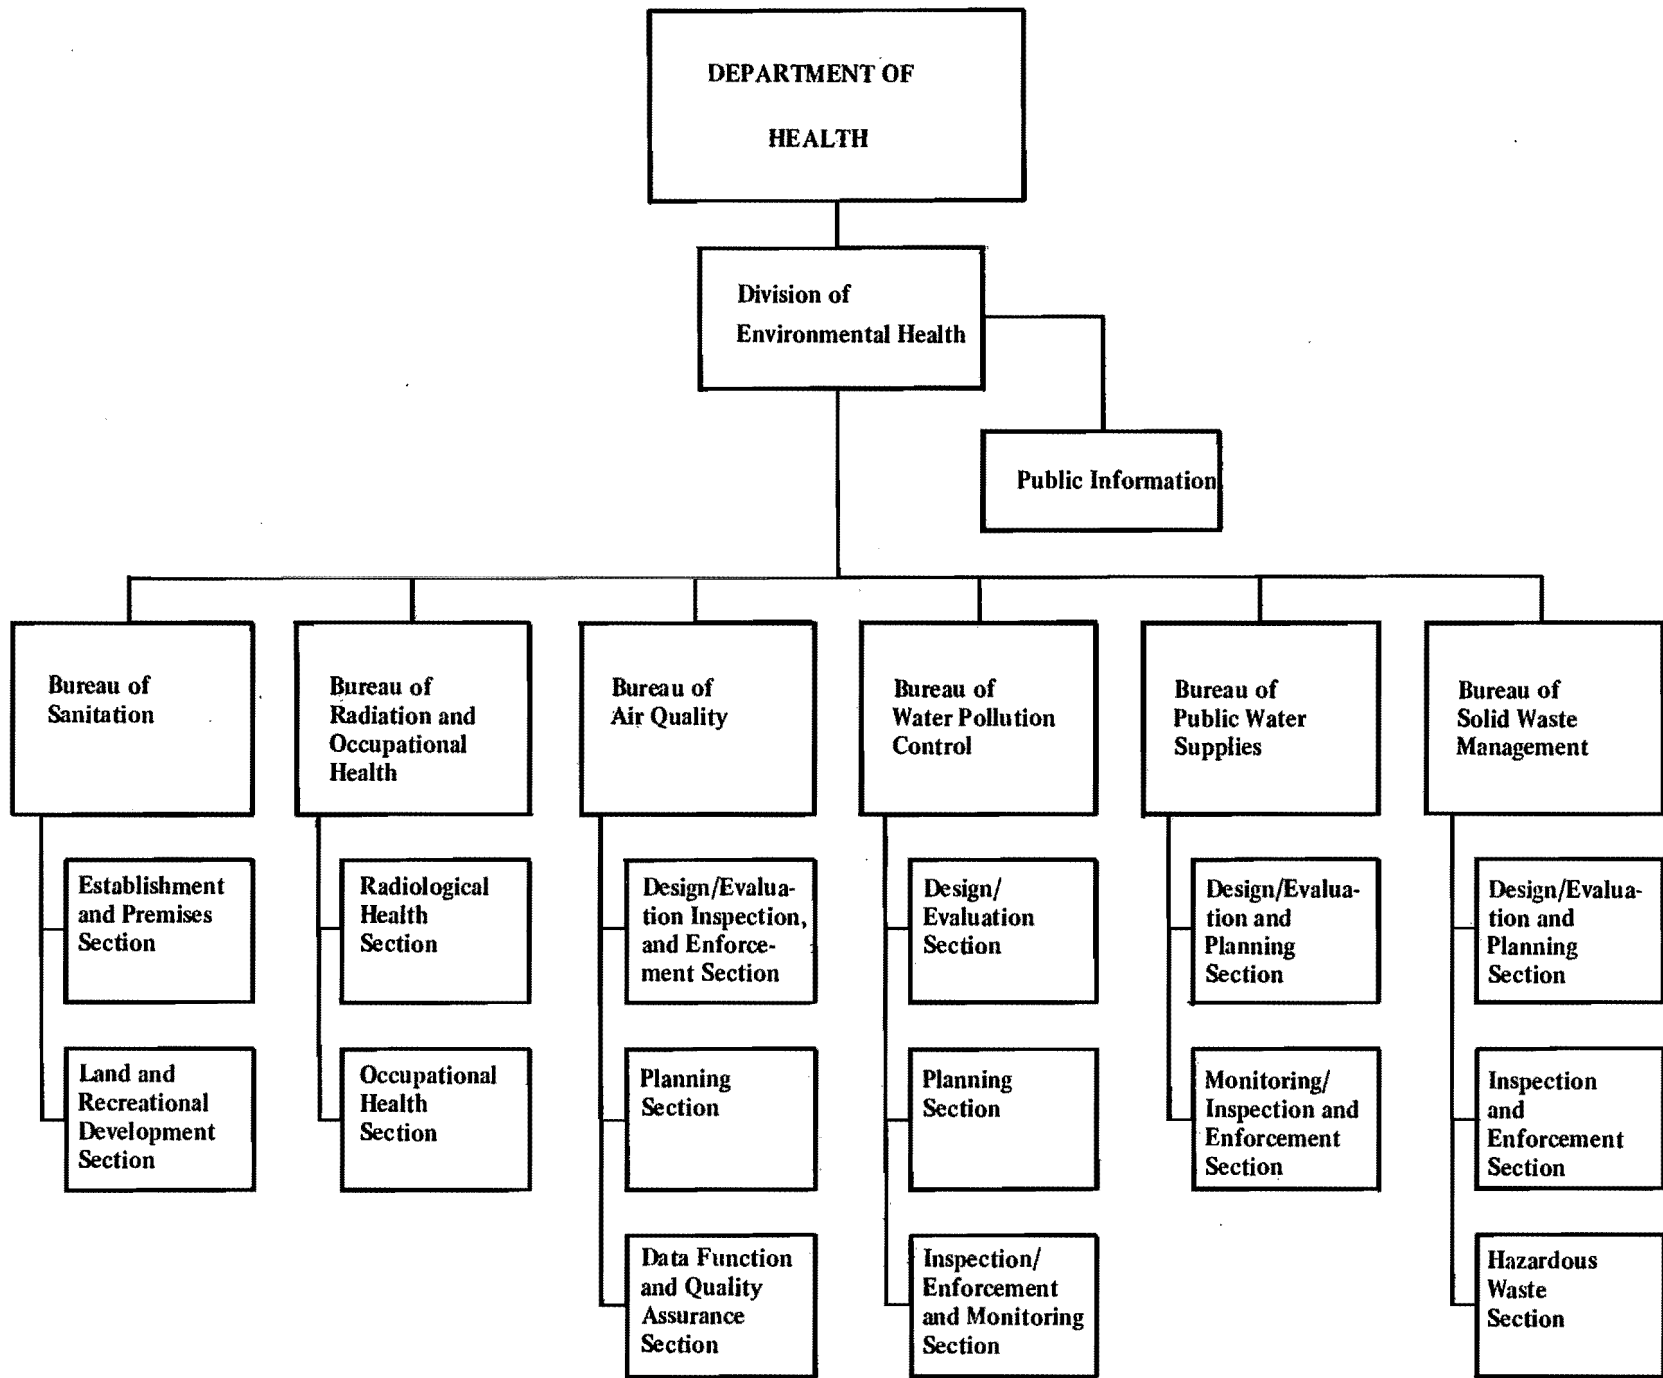 DEPARTMENT OF
HEALTH
Division of
Environmental Health
Public Information
Bureau of
Sanitation
Bureau of
Radiation and
Occupational
Health
Bureau of
Air Quality
Bureau of
Water Pollution
Control
Bureau of
Public Water
Supplies
Bureau of
Solid Waste
Management
Establishment
and Premises
Section
Radiological
Health
Section
Design/Evalua-
tion Inspection,
and Enforce-
ment Section
Design/
Evaluation
Section
Design/Evalua-
tion and
Planning
Section
Design/Evalua-
tion and
Planning
Section
Land and
Recreational
Development
Section
Occupational
Health
Section
Planning
Section
Planning
Section
Monitoring/
Inspection and
Enforcement
Section
Inspection
and
Enforcement
Section
Data Function
and Quality
Assurance
Section
Inspection/
Enforcement
and Monitoring
Section
Hazardous
Waste
Section